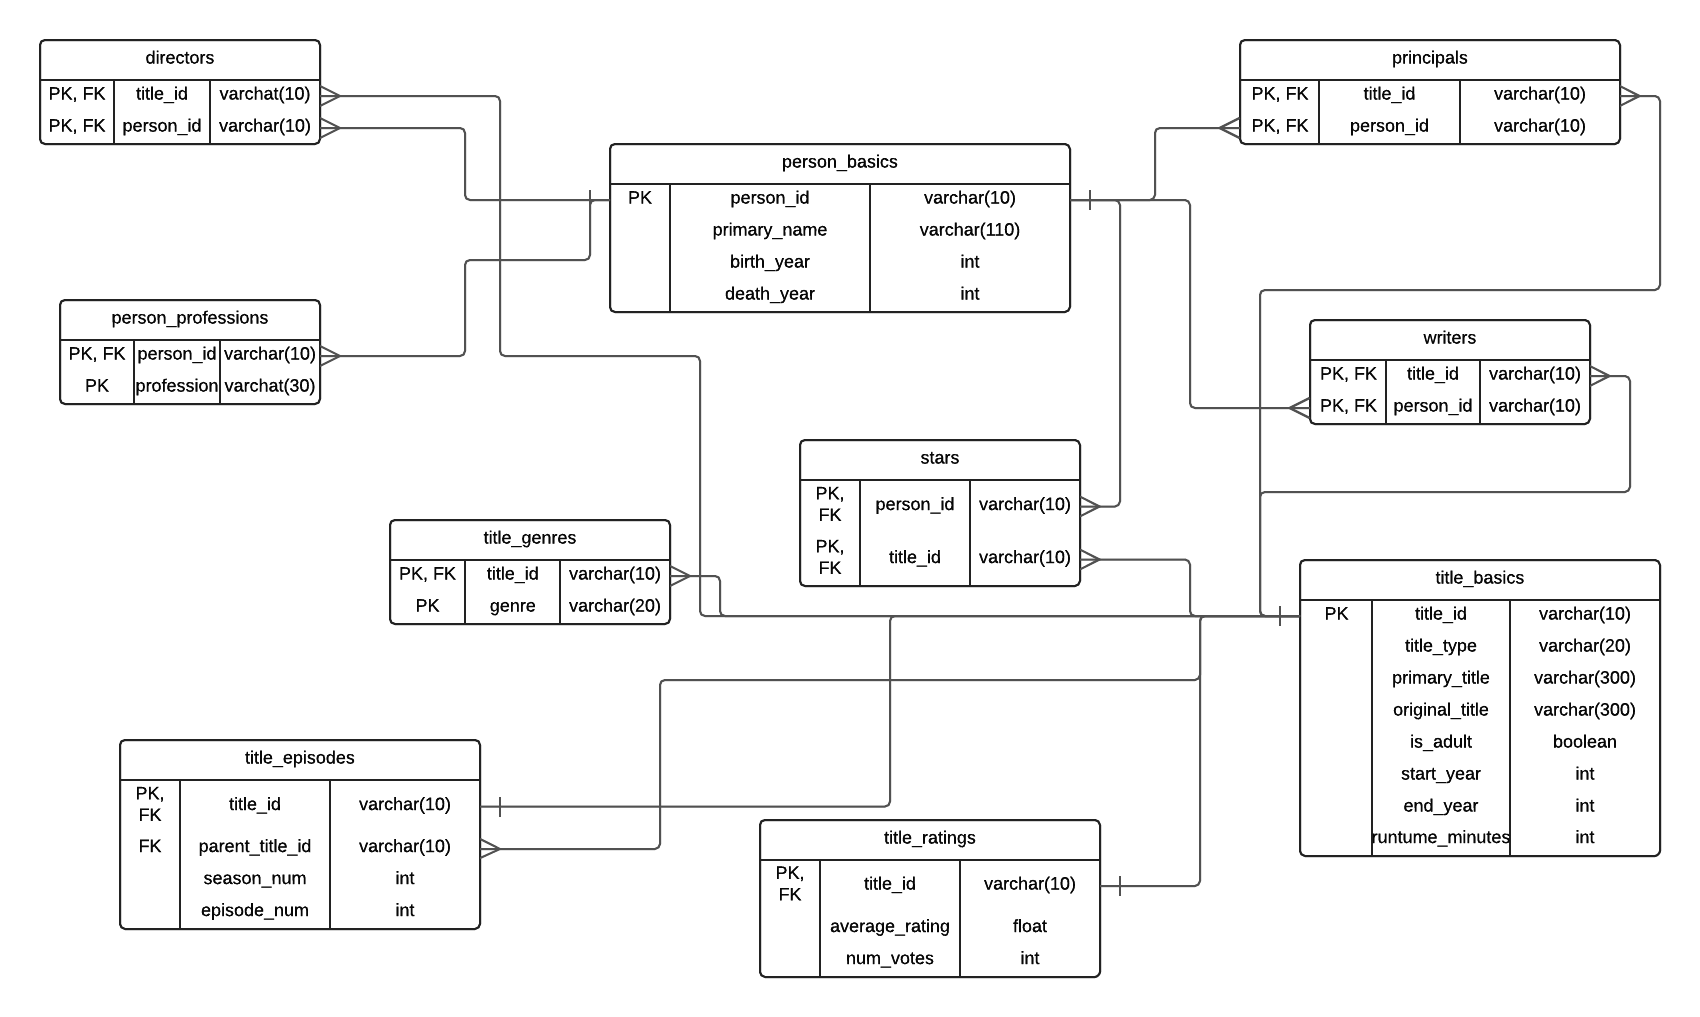 directors
PK, FK title_id varchat(10)
PK, FK person_id varchar(10)
principals
PK, FK title_id varchar(10)
PK, FK person_id varchar(10)
person_basics
PK person_id varchar(10)
primary_name varchar(110)
birth_year int
death_year int
person_professions
PK, FK person_id varchar(10)
PK profession varchat(30)
writers
PK, FK title_id varchar(10)
PK, FK person_id varchar(10)
stars
PK,
FK person_id varchar(10)
PK,
FK title_id varchar(10)
title_genres
PK, FK title_id varchar(10)
PK genre varchar(20)
title_basics
PK title_id varchar(10)
title_type varchar(20)
primary_title varchar(300)
original_title varchar(300)
is_adult boolean
start_year int
end_year int
runtume_minutes int
title_episodes
PK,
FK title_id varchar(10)
FK parent_title_id varchar(10)
season_num int
episode_num int
title_ratings
PK,
FK title_id varchar(10)
average_rating float
num_votes int